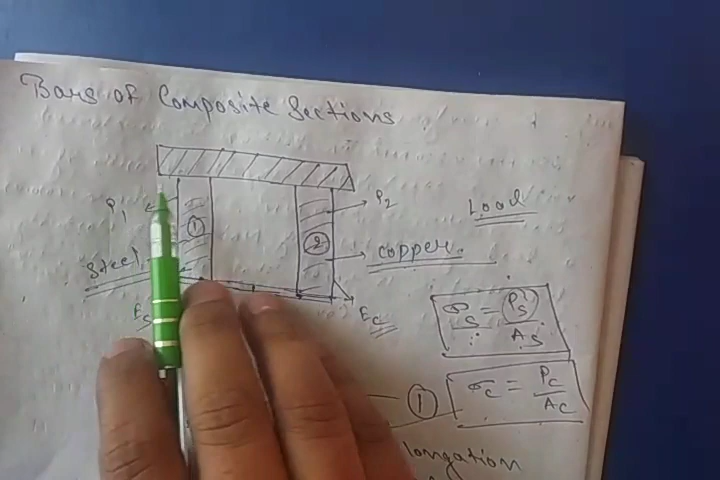 Bars of Composite Sections
P1
P2
Load
1
2
Steel
copper.
Es
Ec
σs = Ps / As
1
σc = Pc / Ac
longation